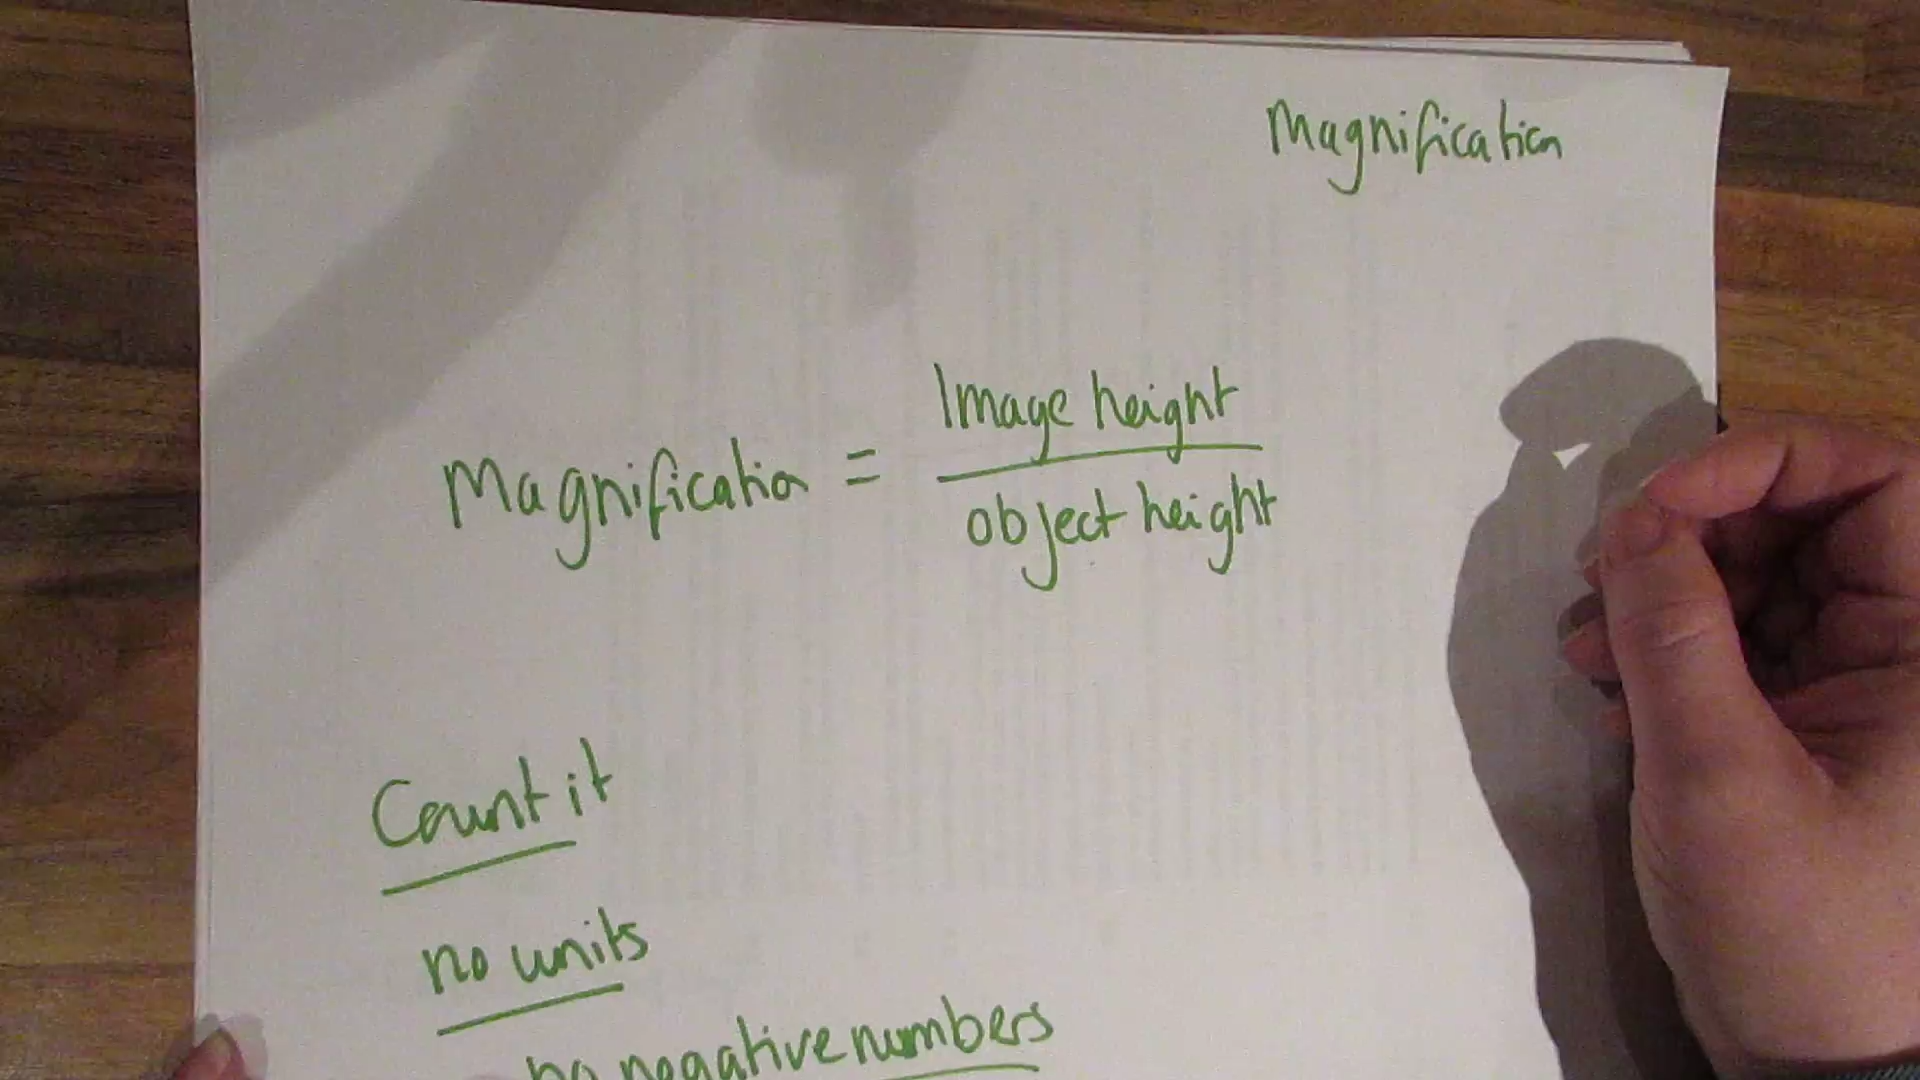 Magnification
Magnification = Image height
object height
Count it
no units
no negative numbers